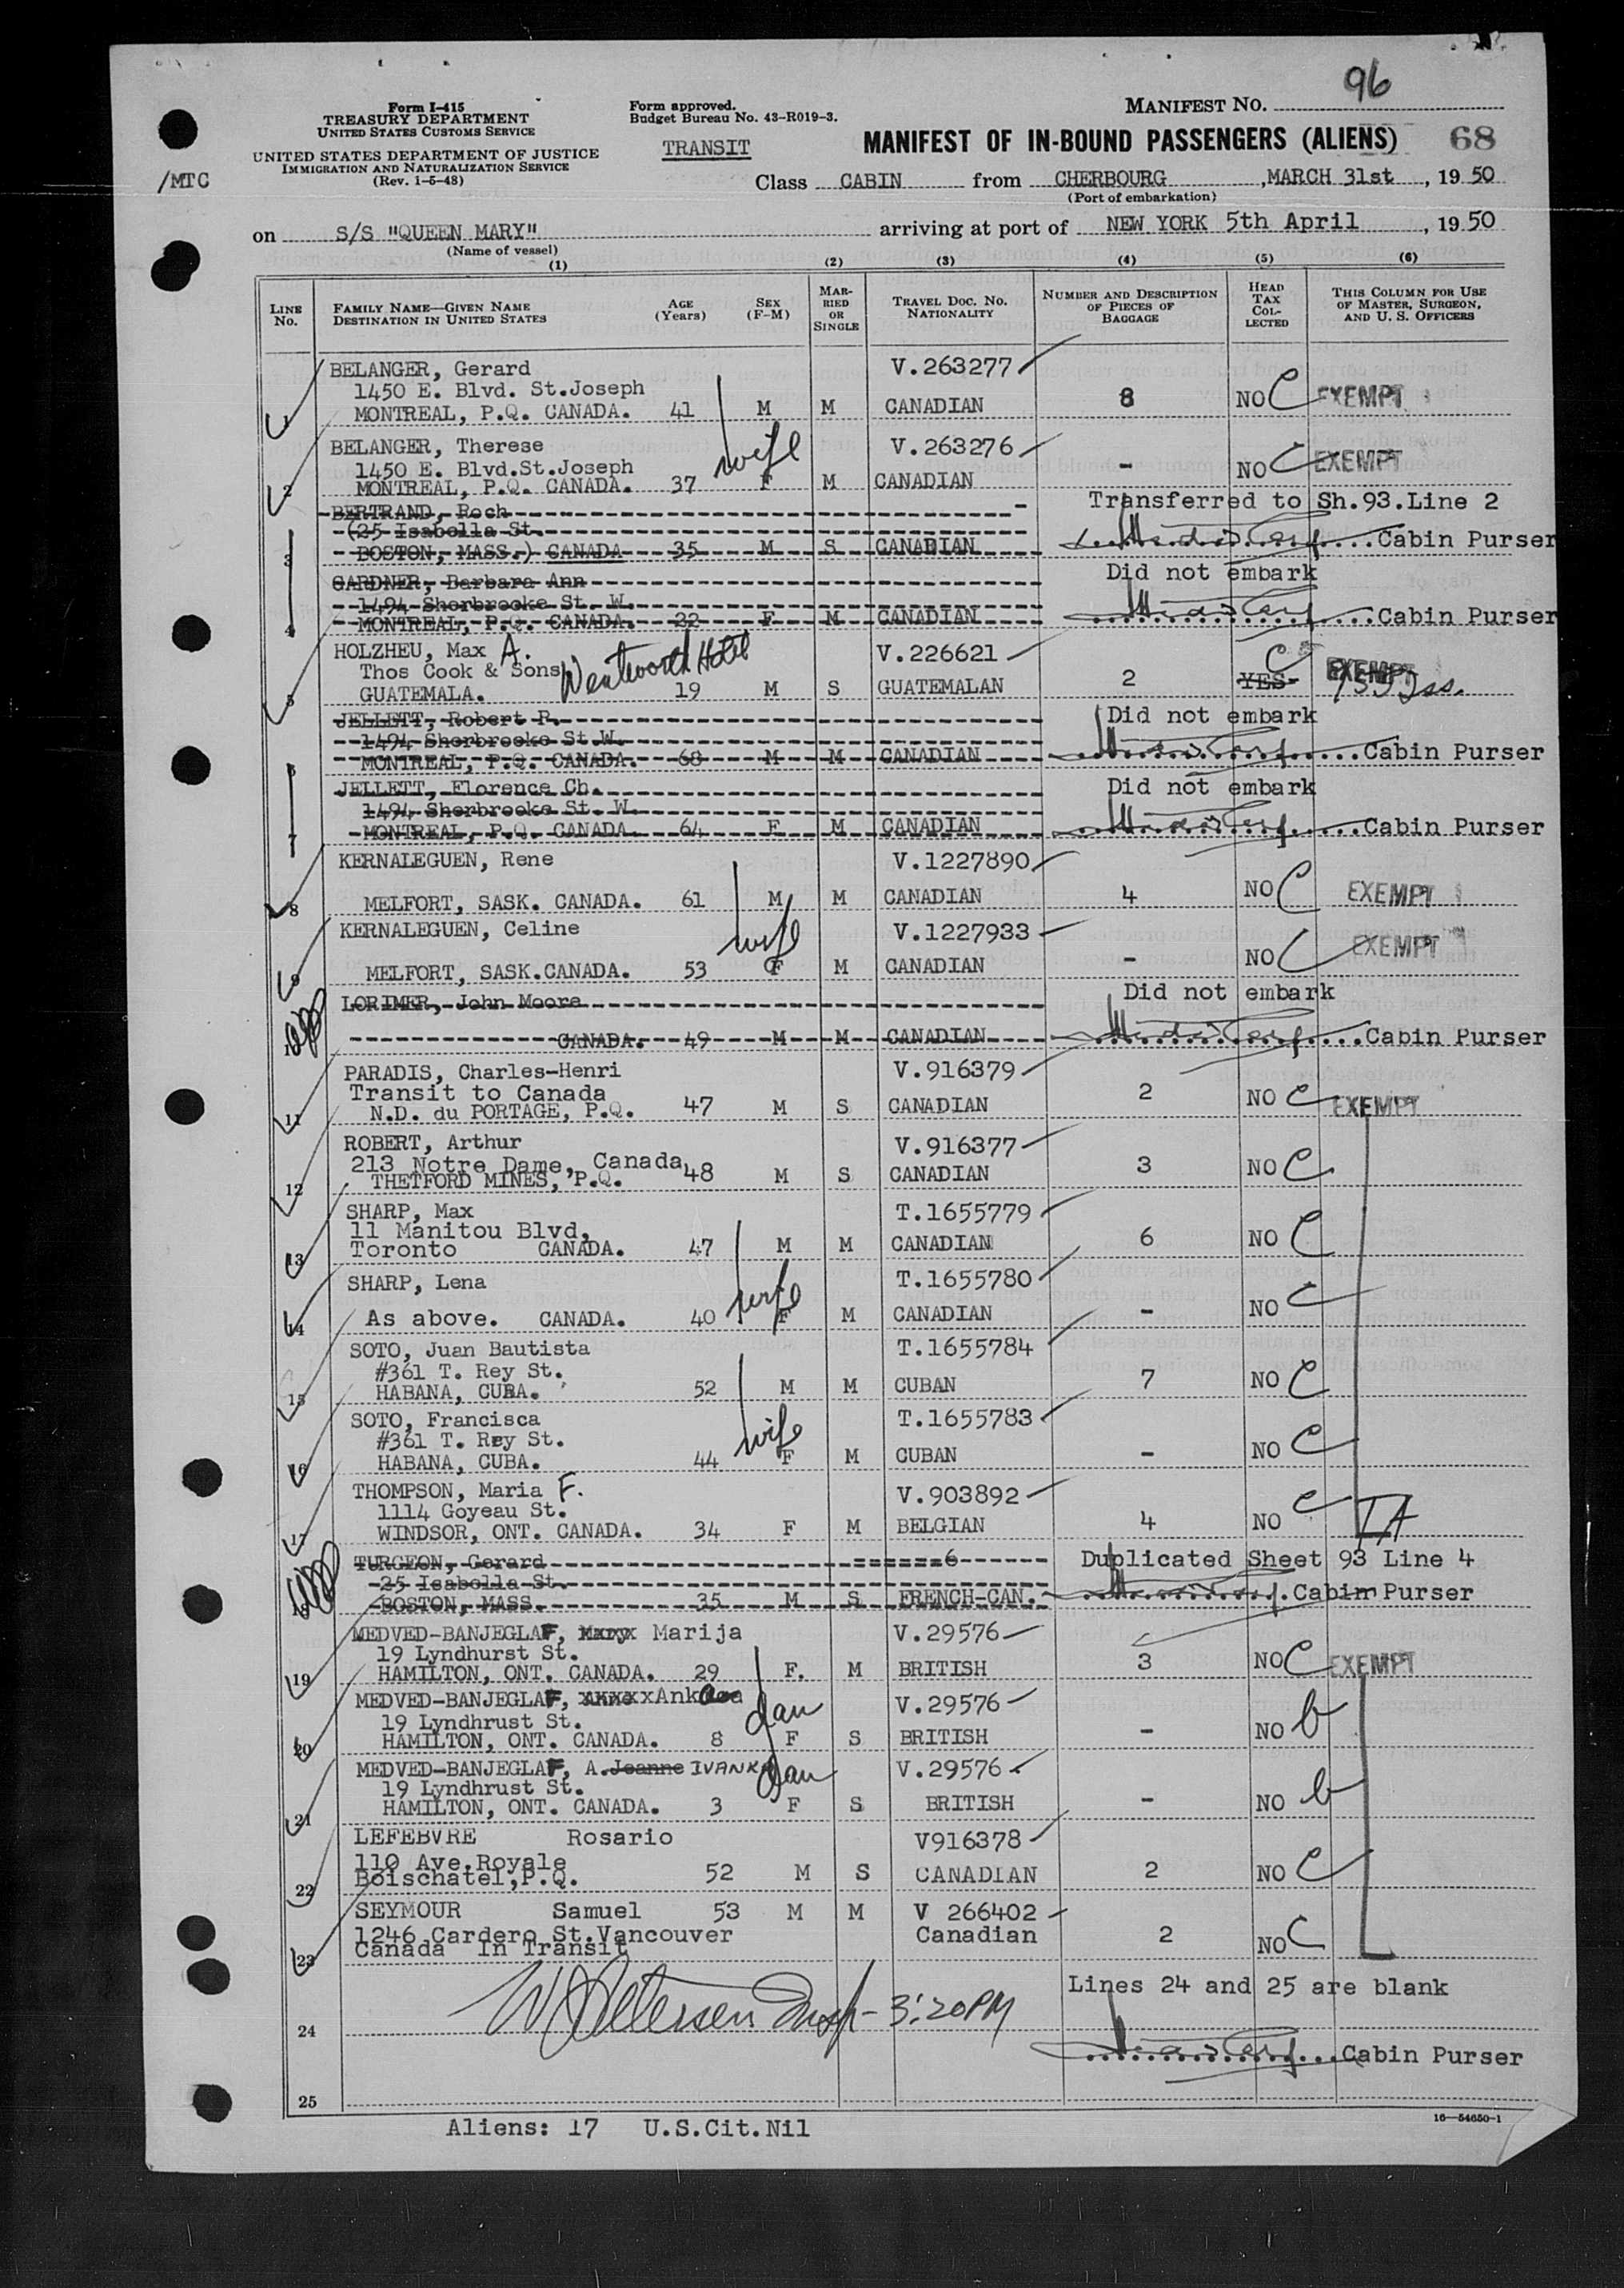 96
Form I-415
TREASURY DEPARTMENT
UNITED STATES CUSTOMS SERVICE
UNITED STATES DEPARTMENT OF JUSTICE
IMMIGRATION AND NATURALIZATION SERVICE
(Rev. 1-6-48)
/MTC
Form approved.
Budget Bureau No. 43-R019-3.
TRANSIT
MANIFEST NO.
MANIFEST OF IN-BOUND PASSENGERS (ALIENS) 68
Class CABIN from CHERBOURG, MARCH 31st, 1950
(Port of embarkation)
on S/S "QUEEN MARY" arriving at port of NEW YORK 5th April, 1950
(Name of vessel)
(1) (2) (3) (4) (5) (6)
LINE No. FAMILY NAME—GIVEN NAME DESTINATION IN UNITED STATES AGE (Years) SEX (F-M) MARRIED OR SINGLE TRAVEL DOC. NO. NATIONALITY NUMBER AND DESCRIPTION OF PIECES OF BAGGAGE HEAD TAX COLLECTED THIS COLUMN FOR USE OF MASTER, SURGEON, AND U. S. OFFICERS
BELANGER, Gerard V.263277
1450 E. Blvd. St.Joseph
1 MONTREAL, P.Q. CANADA. 41 M M CANADIAN 8 NO C EXEMPT
BELANGER, Therese wife V.263276
1450 E. Blvd.St.Joseph - NO C EXEMPT
2 MONTREAL, P.Q. CANADA. 37 F M CANADIAN
BERTRAND, Roch Transferred to Sh.93.Line 2
(25 Isabella St.
3 BOSTON, MASS.) CANADA 35 M S CANADIAN Cabin Purser
GARDNER, Barbara Ann Did not embark
1494 Sherbrooke St. W.
4 MONTREAL, P.Q. CANADA. 22 F M CANADIAN Cabin Purser
HOLZHEU, Max A. V.226621
Thos Cook & Sons Wentworth Hotel
5 GUATEMALA. 19 M S GUATEMALAN 2 YES C EXEMPT
JELLETT, Robert P. Did not embark
1494 Sherbrooke St.W.
6 MONTREAL, P.Q. CANADA. 68 M M CANADIAN Cabin Purser
JELLETT, Florence Ch. Did not embark
1494 Sherbrooke St. W.
7 MONTREAL, P.Q. CANADA. 64 F M CANADIAN Cabin Purser
KERNALEGUEN, Rene V.1227890
8 MELFORT, SASK. CANADA. 61 M M CANADIAN 4 NO C EXEMPT
KERNALEGUEN, Celine wife V.1227933
9 MELFORT, SASK.CANADA. 53 F M CANADIAN - NO C EXEMPT
LORIMER, John Moore Did not embark
10 CANADA. 49 M M CANADIAN Cabin Purser
PARADIS, Charles-Henri V.916379
Transit to Canada
11 N.D. du PORTAGE, P.Q. 47 M S CANADIAN 2 NO C EXEMPT
ROBERT, Arthur V.916377
213 Notre Dame, Canada
12 THETFORD MINES, P.Q. 48 M S CANADIAN 3 NO C
SHARP, Max T.1655779
11 Manitou Blvd,
13 Toronto CANADA. 47 M M CANADIAN 6 NO C
SHARP, Lena wife T.1655780
14 As above. CANADA. 40 F M CANADIAN - NO C
SOTO, Juan Bautista T.1655784
#361 T. Rey St.
15 HABANA, CUBA. 52 M M CUBAN 7 NO C
SOTO, Francisca wife T.1655783
#361 T. Rey St.
16 HABANA, CUBA. 44 F M CUBAN - NO C
THOMPSON, Maria F. V.903892
1114 Goyeau St.
17 WINDSOR, ONT. CANADA. 34 F M BELGIAN 4 NO C IA
TURGEON, Gerard 6 Duplicated Sheet 93 Line 4
25 Isabella St.
18 BOSTON, MASS. 35 M S FRENCH-CAN. Cabin Purser
MEDVED-BANJEGLAF, Marija V.29576
19 Lyndhurst St.
19 HAMILTON, ONT. CANADA. 29 F. M BRITISH 3 NO C EXEMPT
MEDVED-BANJEGLAF, Anka dau V.29576
19 Lyndhrust St.
20 HAMILTON, ONT. CANADA. 8 F S BRITISH - NO b
MEDVED-BANJEGLAF, A. Jeanne IVANKA dau V.29576
19 Lyndhrust St.
21 HAMILTON, ONT. CANADA. 3 F S BRITISH - NO b
LEFEBVRE Rosario V916378
110 Ave.Royale
22 Boischatel,P.Q. 52 M S CANADIAN 2 NO C
SEYMOUR Samuel 53 M M V 266402
1246 Cardero St.Vancouver Canadian
23 Canada In Transit 2 NO C
Lines 24 and 25 are blank
24 W Petersen Insp- 3:20PM
Cabin Purser
25
16—54650-1
Aliens: 17 U.S.Cit.Nil